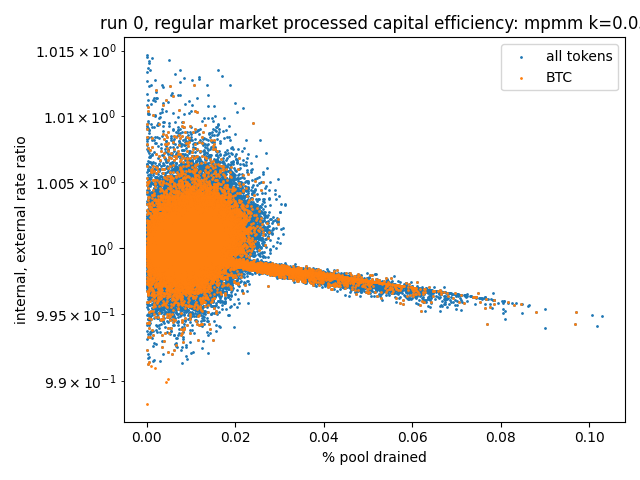 run 0, regular market processed capital efficiency: mpmm k=0.0
1.015 × 10⁰
1.01 × 10⁰
1.005 × 10⁰
10⁰
9.95 × 10⁻¹
9.9 × 10⁻¹
internal, external rate ratio
all tokens
BTC
0.00 0.02 0.04 0.06 0.08 0.10
% pool drained